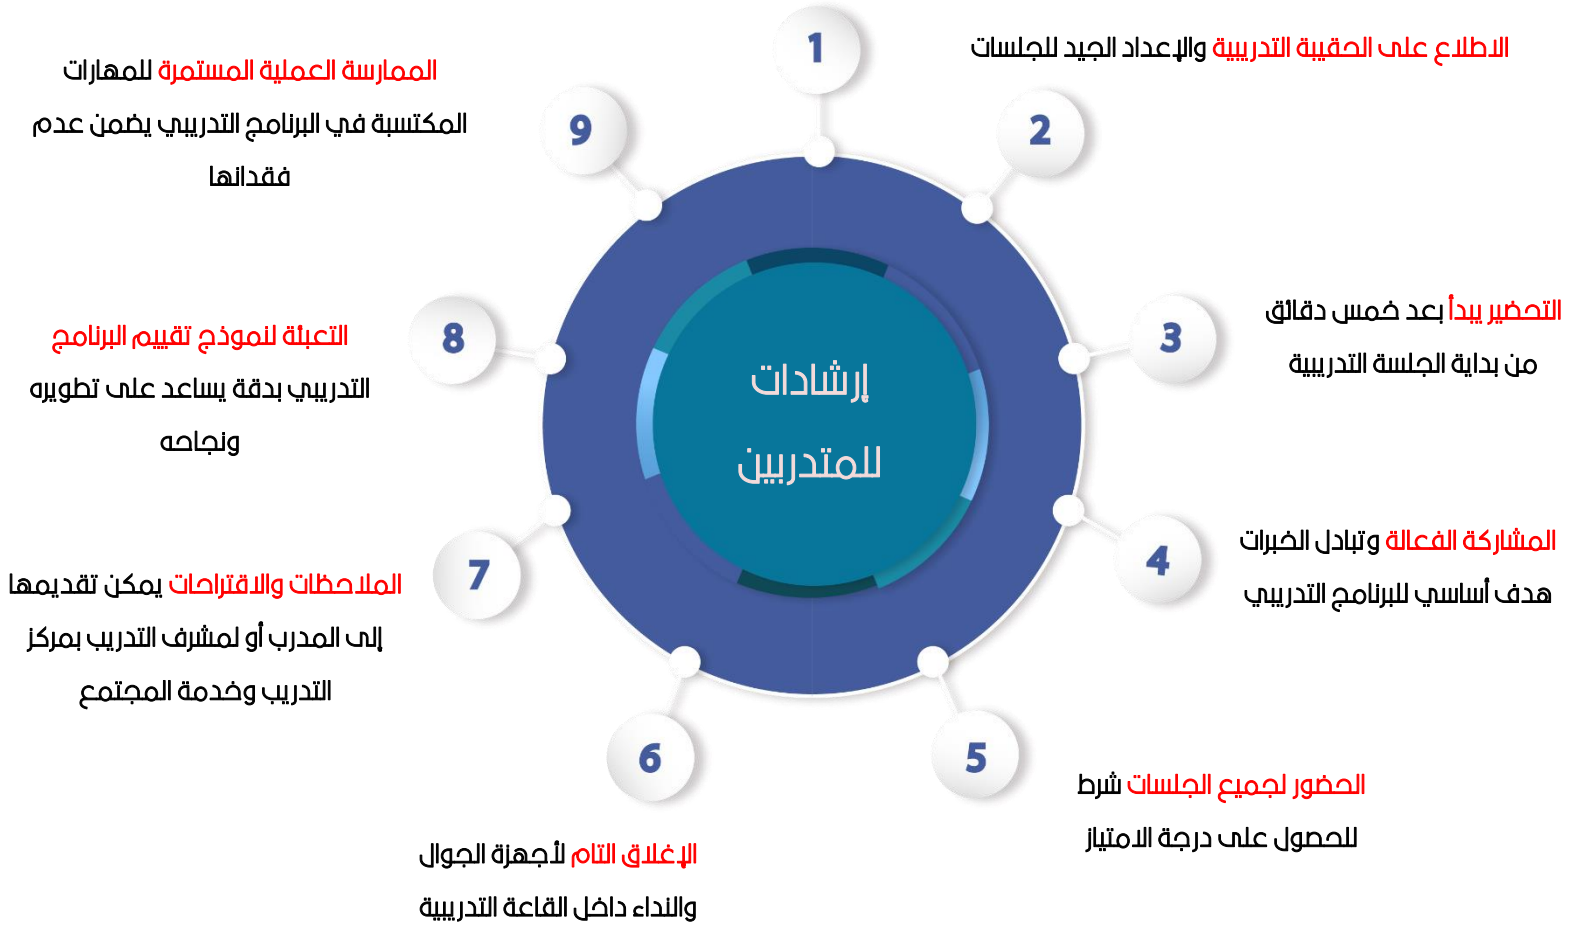 إرشادات
للمتدربين
1
الاطلاع على الحقيبة التدريبية والإعداد الجيد للجلسات
2
3
التحضير يبدأ بعد خمس دقائق
من بداية الجلسة التدريبية
4
المشاركة الفعالة وتبادل الخبرات
هدف أساسي للبرنامج التدريبي
5
الحضور لجميع الجلسات شرط
للحصول على درجة الامتياز
6
الإغلاق التام لأجهزة الجوال
والنداء داخل القاعة التدريبية
7
الملاحظات والاقتراحات يمكن تقديمها
إلى المدرب أو لمشرف التدريب بمركز
التدريب وخدمة المجتمع
8
التعبئة لنموذج تقييم البرنامج
التدريبي بدقة يساعد على تطويره
ونجاحه
9
الممارسة العملية المستمرة للمهارات
المكتسبة في البرنامج التدريبي يضمن عدم
فقدانها